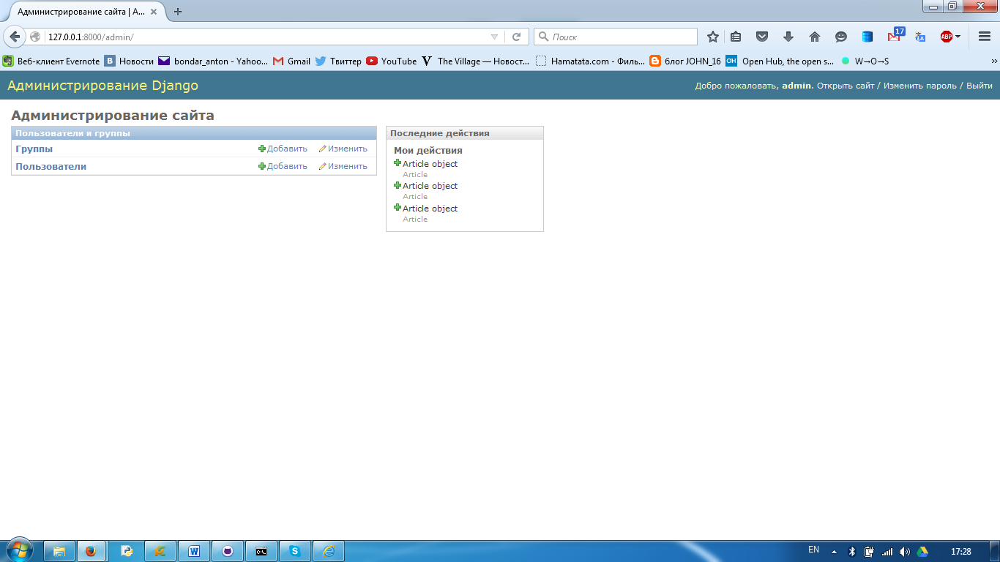 Администрирование сайта | А...
127.0.0.1:8000/admin/
Поиск
17
ABP
Веб-клиент Evernote
B Новости
bondar_anton - Yahoo...
Gmail
Твиттер
YouTube
V The Village — Новост...
Hamatata.com - Филь...
блог JOHN_16
OH Open Hub, the open s...
W→O→S
»
Администрирование Django
Добро пожаловать, admin. Открыть сайт / Изменить пароль / Выйти
Администрирование сайта
Пользователи и группы
Группы Добавить Изменить
Пользователи Добавить Изменить
Последние действия
Мои действия
Article object
Article
Article object
Article
Article object
Article
C:\.
EN
17:28